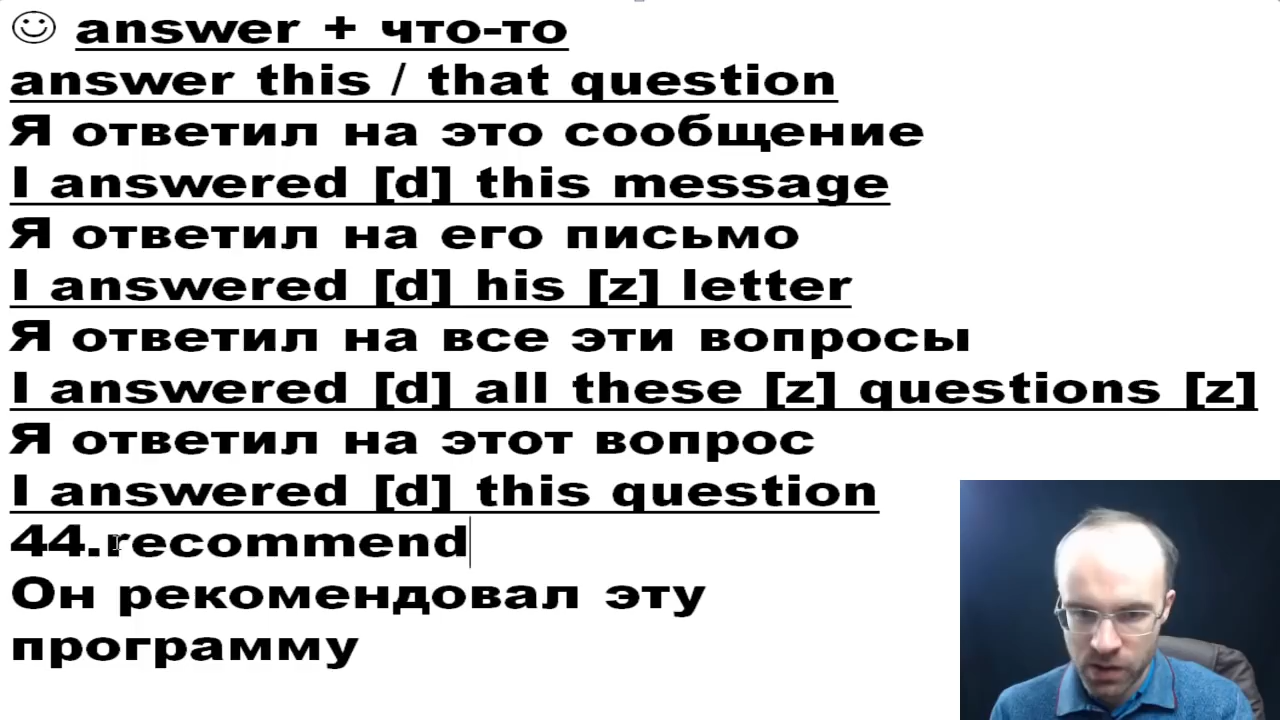 ☺ answer + что-то
answer this / that question
Я ответил на это сообщение
I answered [d] this message
Я ответил на его письмо
I answered [d] his [z] letter
Я ответил на все эти вопросы
I answered [d] all these [z] questions [z]
Я ответил на этот вопрос
I answered [d] this question
44.recommend
Он рекомендовал эту
программу